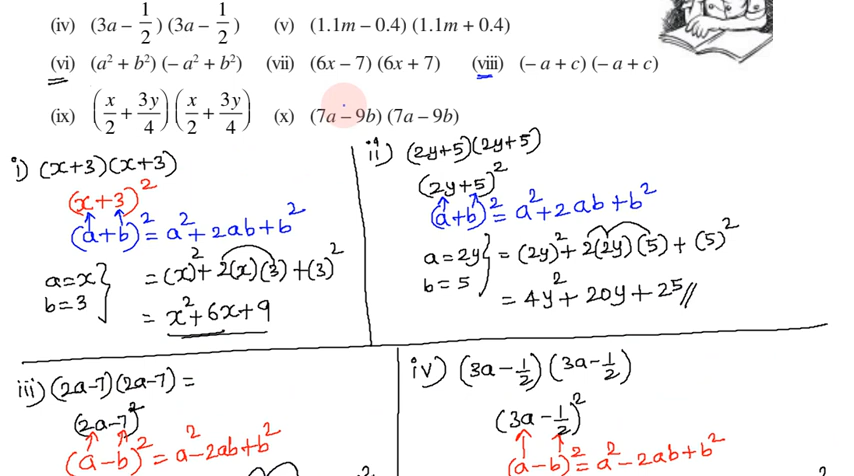 (iv) (3a − 1/2) (3a − 1/2) (v) (1.1m − 0.4) (1.1m + 0.4)
(vi) (a² + b²) (− a² + b²) (vii) (6x − 7) (6x + 7) (viii) (− a + c) (− a + c)
(ix) (x/2 + 3y/4) (x/2 + 3y/4) (x) (7a − 9b) (7a − 9b)
i) (x+3)(x+3)
(x+3)²
(a+b)² = a² + 2ab + b²
a=x
b=3
= (x)² + 2(x)(3) + (3)²
= x² + 6x + 9
ii) (2y+5)(2y+5)
(2y+5)²
(a+b)² = a² + 2ab + b²
a = 2y
b = 5
= (2y)² + 2(2y)(5) + (5)²
= 4y² + 20y + 25//
iii) (2a-7)(2a-7) =
(2a-7)²
(a-b)² = a² - 2ab + b²
iv) (3a - 1/2) (3a - 1/2)
(3a - 1/2)²
(a-b)² = a² - 2ab + b²